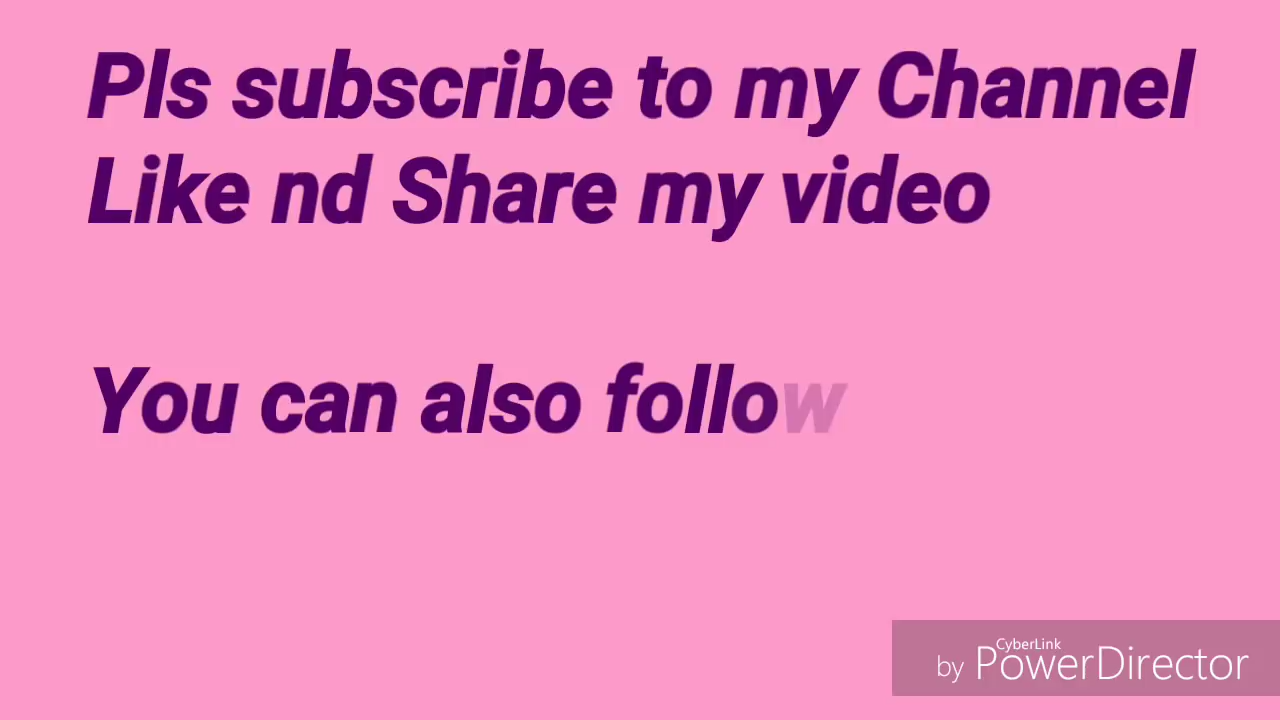 Pls subscribe to my Channel
Like nd Share my video
You can also follow
CyberLink
by PowerDirector